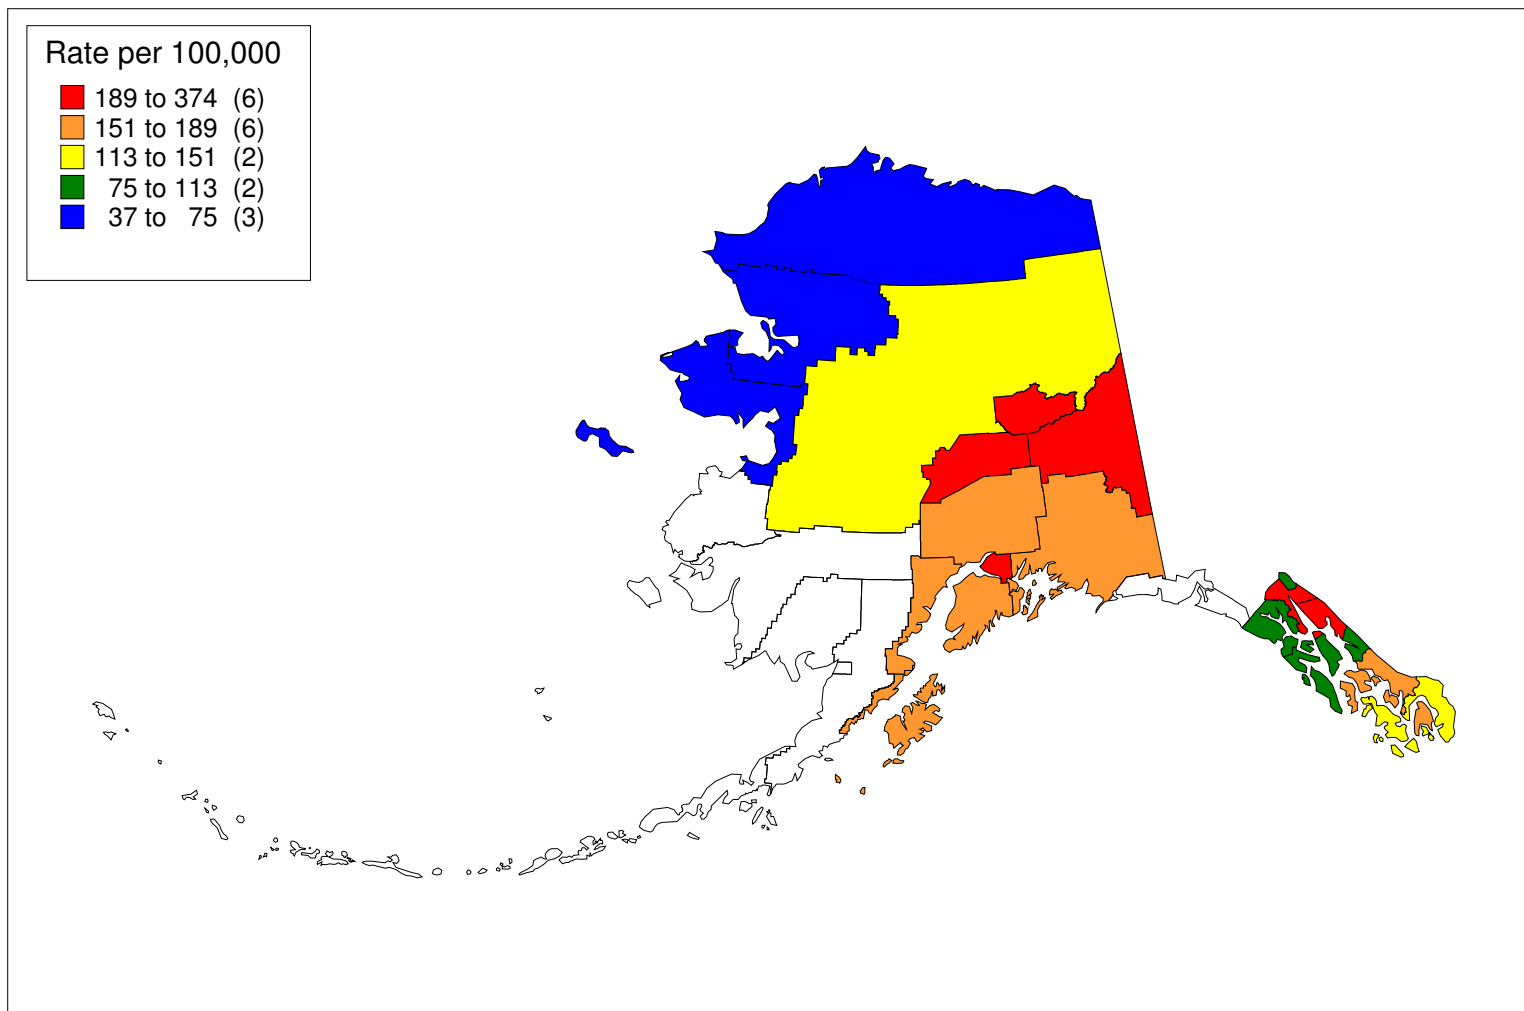 Rate per 100,000
189 to 374 (6)
151 to 189 (6)
113 to 151 (2)
75 to 113 (2)
37 to 75 (3)